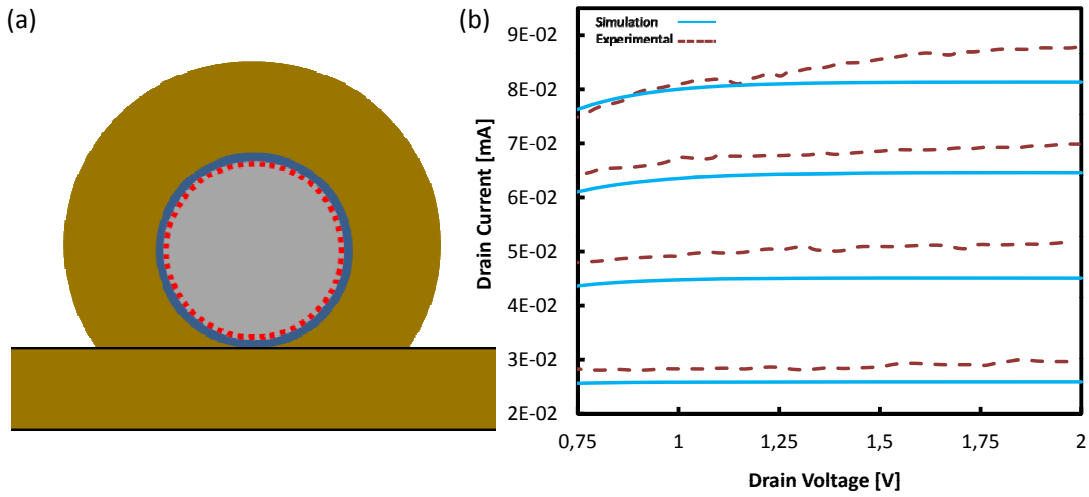 (a)
(b)
Simulation
Experimental
9E-02
8E-02
7E-02
6E-02
5E-02
4E-02
3E-02
2E-02
Drain Current [mA]
0,75
1
1,25
1,5
1,75
2
Drain Voltage [V]